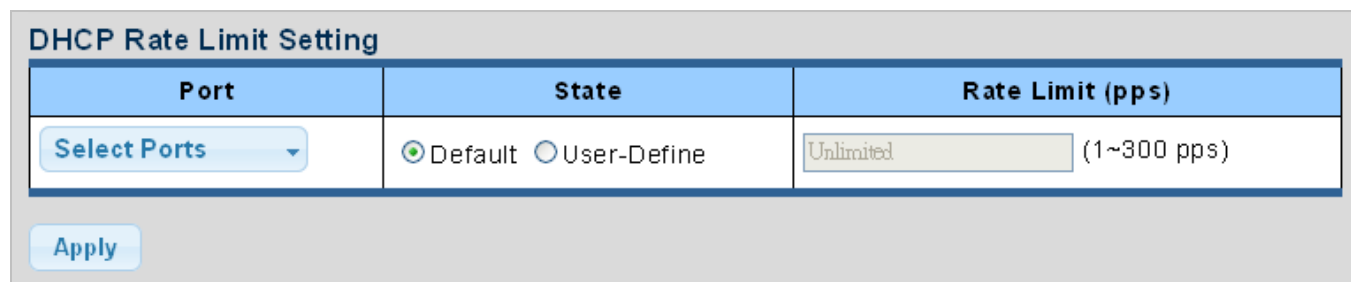 DHCP Rate Limit Setting
Port State Rate Limit (pps)
Select Ports Default User-Define Unlimited (1~300 pps)
Apply